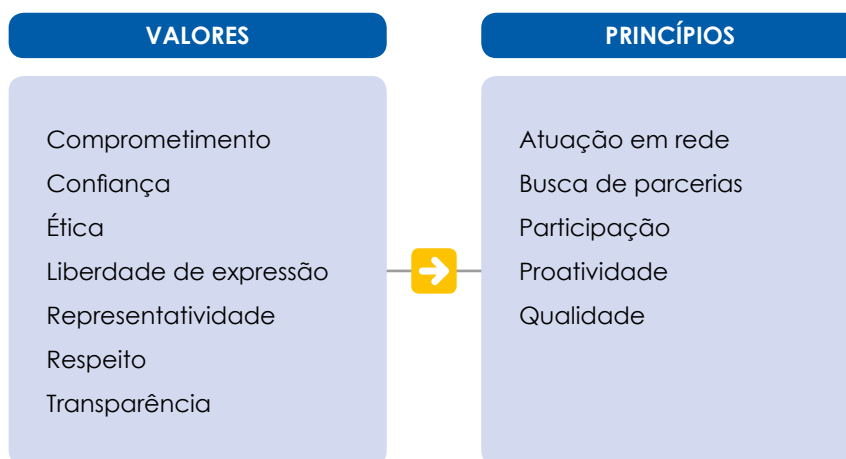 VALORES
Comprometimento
Confiança
Ética
Liberdade de expressão
Representatividade
Respeito
Transparência
PRINCÍPIOS
Atuação em rede
Busca de parcerias
Participação
Proatividade
Qualidade